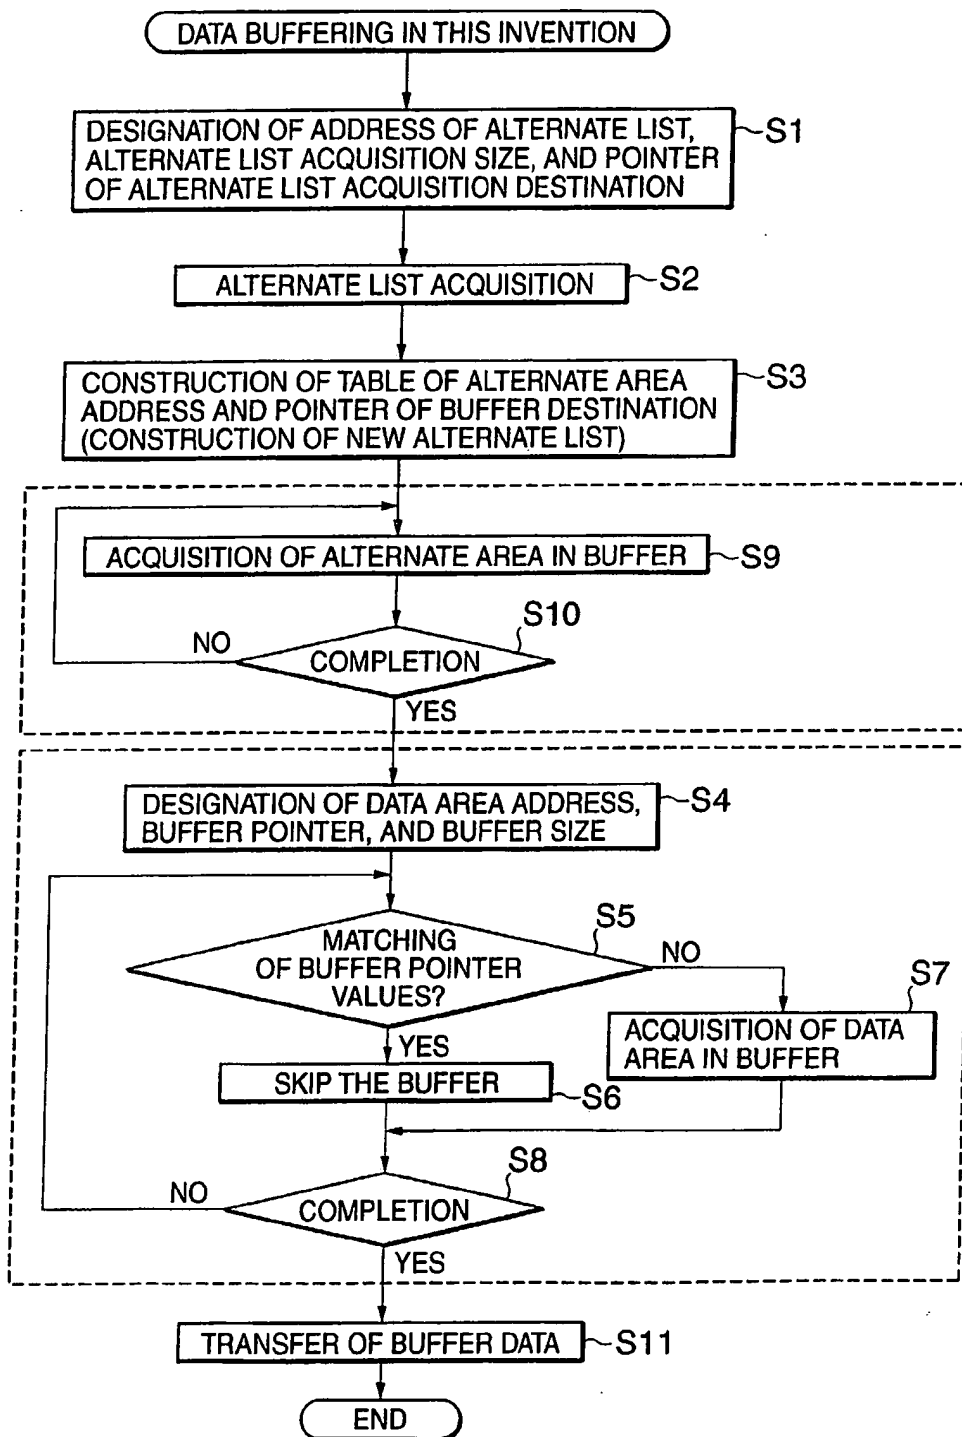 DATA BUFFERING IN THIS INVENTION
DESIGNATION OF ADDRESS OF ALTERNATE LIST,
ALTERNATE LIST ACQUISITION SIZE, AND POINTER
OF ALTERNATE LIST ACQUISITION DESTINATION
S1
ALTERNATE LIST ACQUISITION
S2
CONSTRUCTION OF TABLE OF ALTERNATE AREA
ADDRESS AND POINTER OF BUFFER DESTINATION
(CONSTRUCTION OF NEW ALTERNATE LIST)
S3
ACQUISITION OF ALTERNATE AREA IN BUFFER
S9
S10
NO
COMPLETION
YES
DESIGNATION OF DATA AREA ADDRESS,
BUFFER POINTER, AND BUFFER SIZE
S4
S5
MATCHING
OF BUFFER POINTER
VALUES?
NO
S7
YES
ACQUISITION OF DATA
AREA IN BUFFER
SKIP THE BUFFER
S6
S8
NO
COMPLETION
YES
TRANSFER OF BUFFER DATA
S11
END